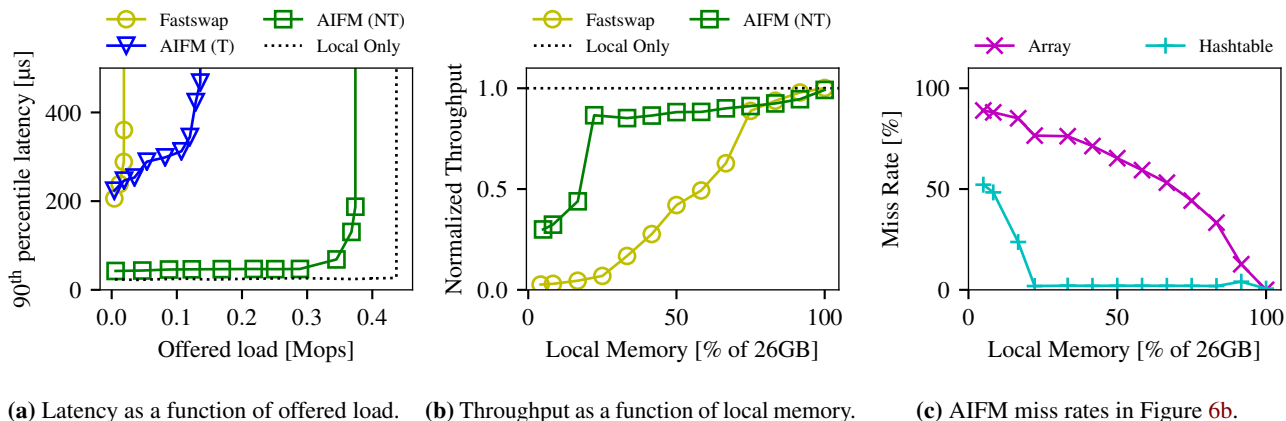 Fastswap
AIFM (NT)
AIFM (T)
Local Only
90th percentile latency [µs]
400
200
0
0.0 0.1 0.2 0.3 0.4
Offered load [Mops]
(a) Latency as a function of offered load.
Fastswap
AIFM (NT)
Local Only
Normalized Throughput
1.0
0.5
0.0
0 50 100
Local Memory [% of 26GB]
(b) Throughput as a function of local memory.
Array
Hashtable
Miss Rate [%]
100
50
0
0 50 100
Local Memory [% of 26GB]
(c) AIFM miss rates in Figure 6b.